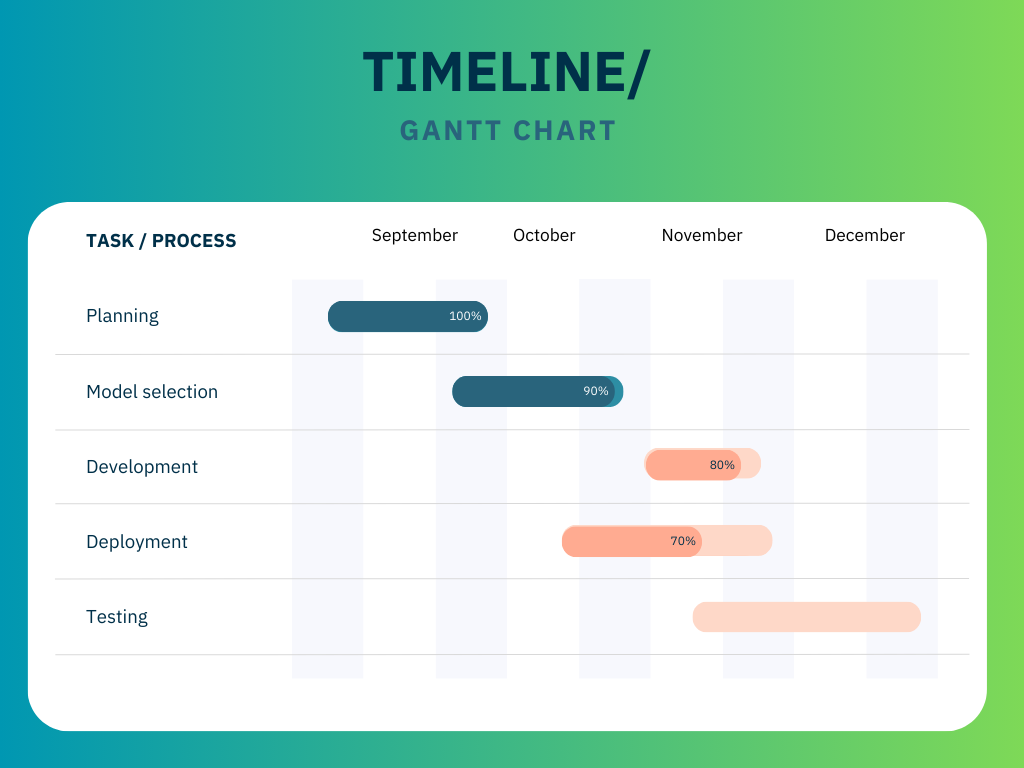 TIMELINE/
GANTT CHART
TASK / PROCESS September October November December
Planning 100%
Model selection 90%
Development 80%
Deployment 70%
Testing